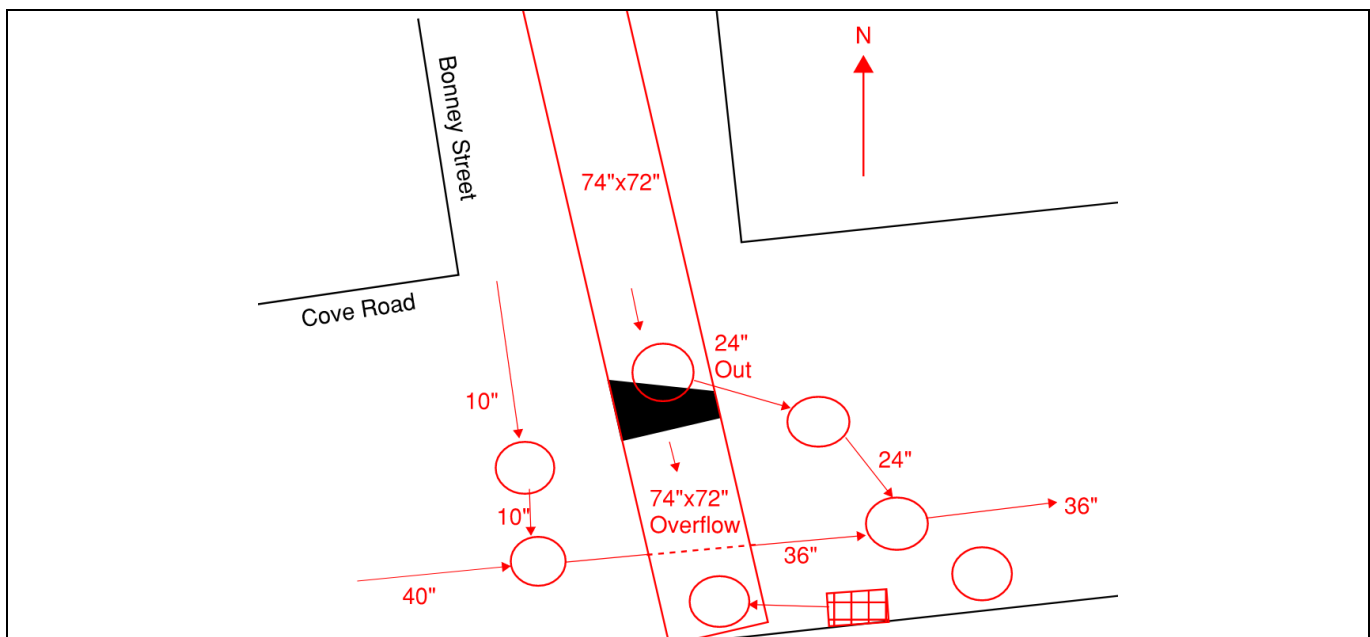 N
Bonney Street
74"x72"
Cove Road
24"
Out
10"
24"
74"x72"
Overflow
10"
36"
36"
40"